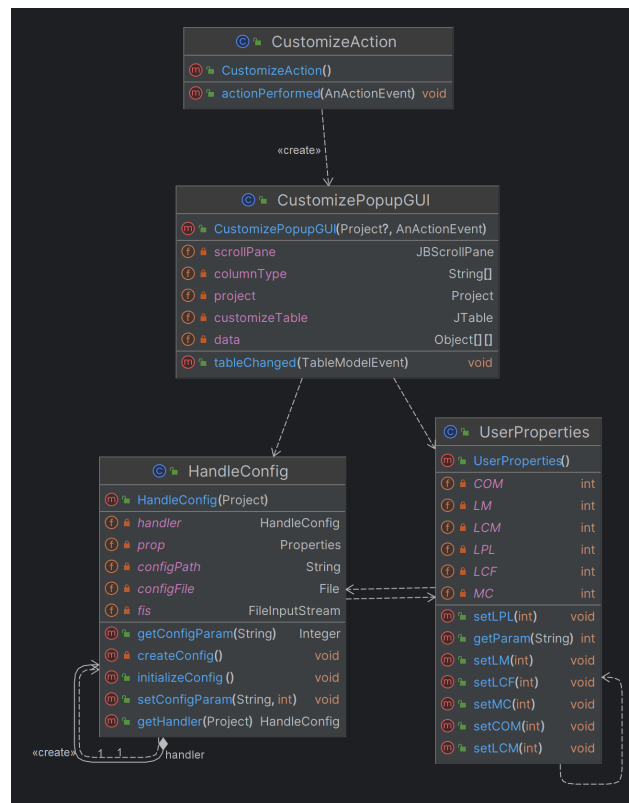 CustomizeAction
CustomizeAction()
actionPerformed(AnActionEvent) void
«create»
CustomizePopupGUI
CustomizePopupGUI(Project?, AnActionEvent)
scrollPane JBScrollPane
columnType String[]
project Project
customizeTable JTable
data Object[][]
tableChanged(TableModelEvent) void
HandleConfig
HandleConfig(Project)
handler HandleConfig
prop Properties
configPath String
configFile File
fis FileInputStream
getConfigParam(String) Integer
createConfig() void
initializeConfig() void
setConfigParam(String, int) void
getHandler(Project) HandleConfig
«create»
1 1
handler
UserProperties
UserProperties()
COM int
LM int
LCM int
LPL int
LCF int
MC int
setLPL(int) void
getParam(String) int
setLM(int) void
setLCF(int) void
setMC(int) void
setCOM(int) void
setLCM(int) void